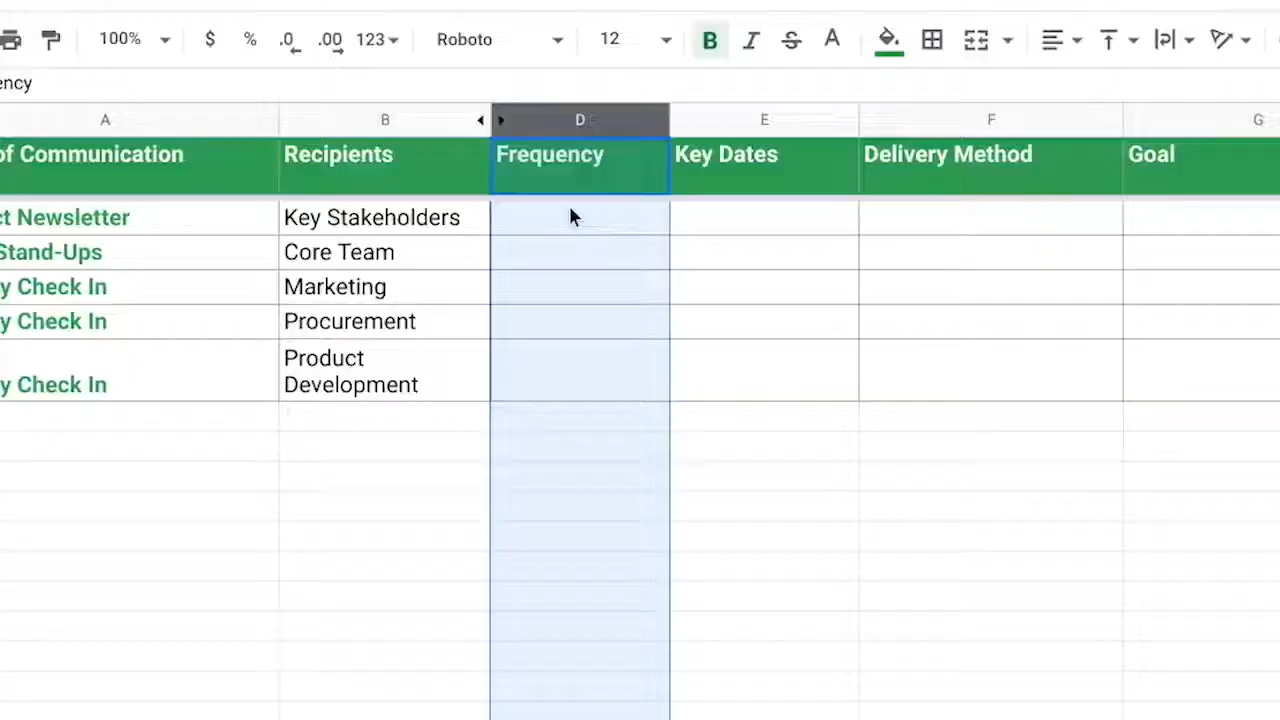 100% $ % .0 .00 123 Roboto 12 B I S A
ency
A B D E F G
of Communication Recipients Frequency Key Dates Delivery Method Goal
ct Newsletter Key Stakeholders
Stand-Ups Core Team
y Check In Marketing
y Check In Procurement
Product
y Check In Development